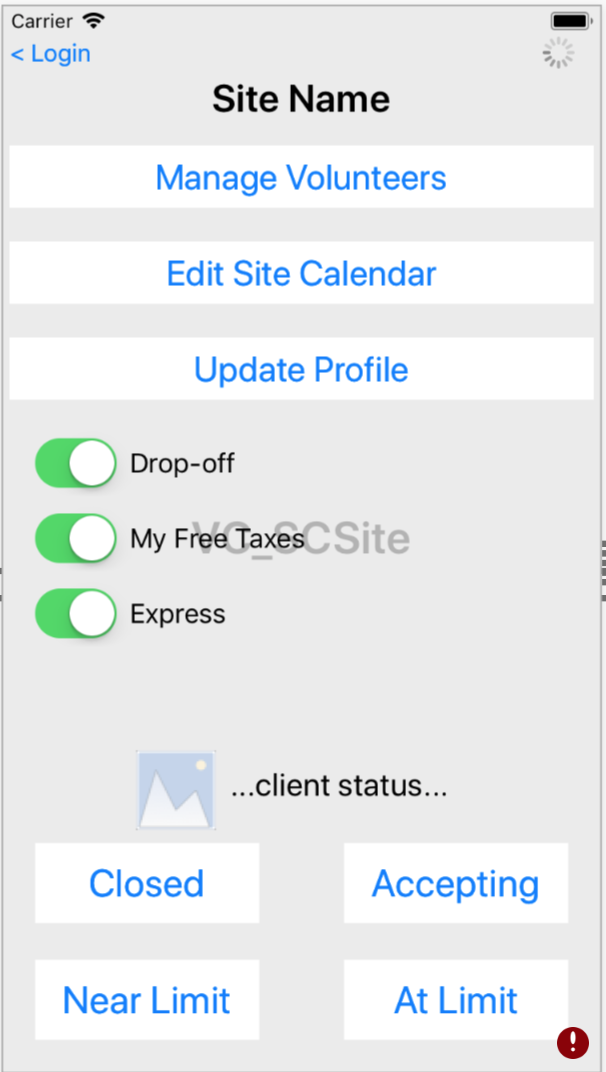 Carrier
< Login
Site Name
Manage Volunteers
Edit Site Calendar
Update Profile
Drop-off
My Free Taxes
VC_SCSite
Express
...client status...
Closed
Accepting
Near Limit
At Limit
!